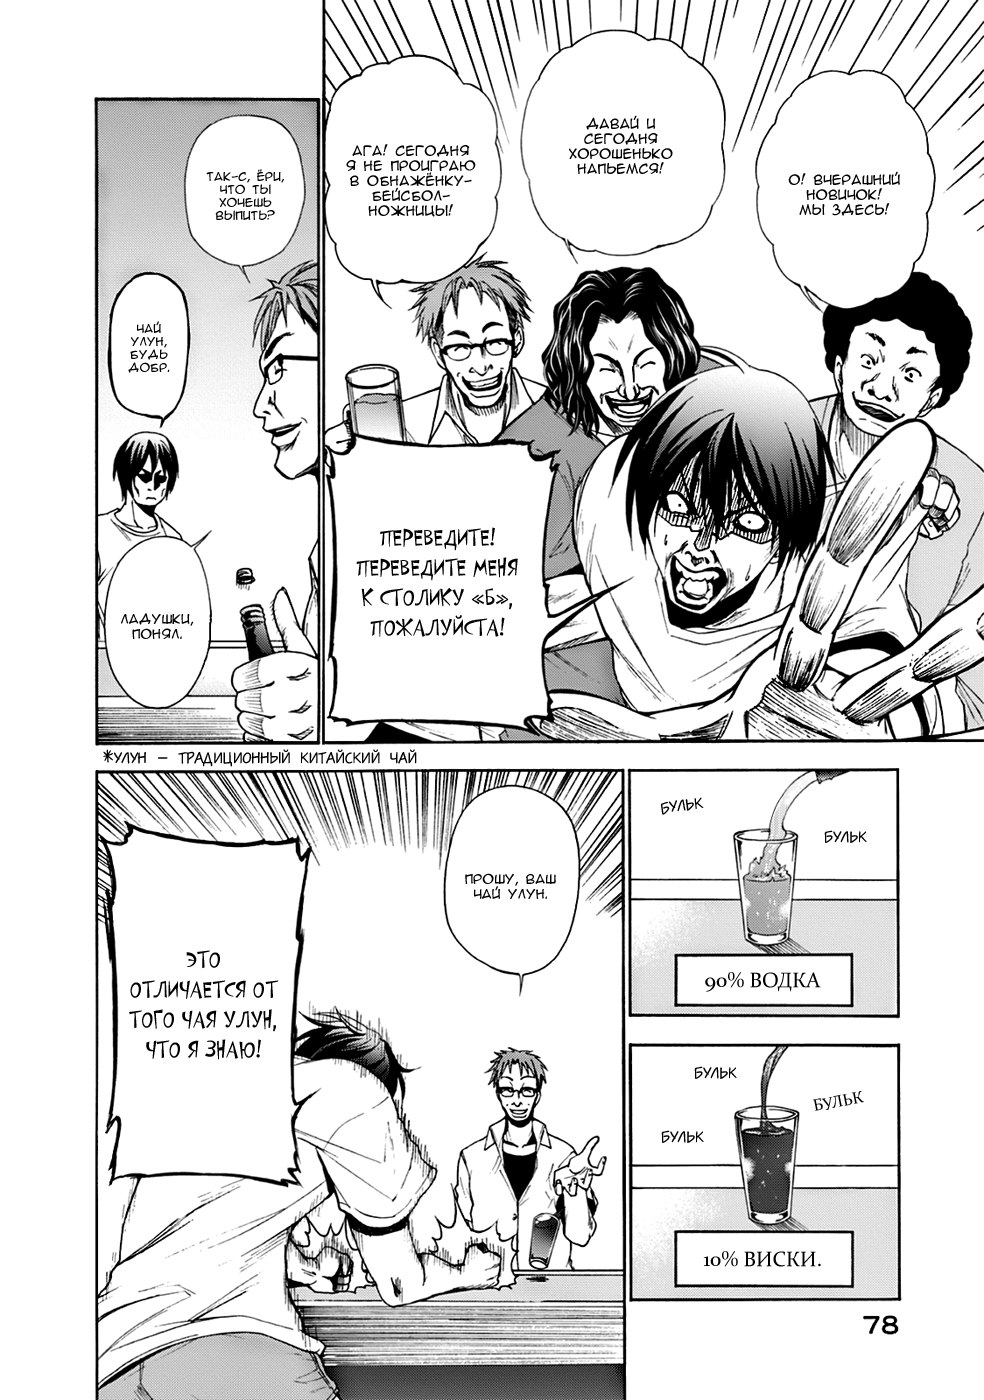 О! ВЧЕРАШНИЙ
НОВИЧОК!
МЫ ЗДЕСЬ!
ДАВАЙ И
СЕГОДНЯ
ХОРОШЕНЬКО
НАПЬЕМСЯ!
АГА! СЕГОДНЯ
Я НЕ ПРОИГРАЮ
В ОБНАЖЁНКУ-
БЕЙСБОЛ-
НОЖНИЦЫ!
ПЕРЕВЕДИТЕ!
ПЕРЕВЕДИТЕ МЕНЯ
К СТОЛИКУ «Б»,
ПОЖАЛУЙСТА!
ТАК-С, ЁРИ,
ЧТО ТЫ
ХОЧЕШЬ
ВЫПИТЬ?
ЧАЙ
УЛУН,
БУДЬ
ДОБР.
ЛАДУШКИ,
ПОНЯЛ.
*УЛУН – ТРАДИЦИОННЫЙ КИТАЙСКИЙ ЧАЙ
БУЛЬК
БУЛЬК
90% ВОДКА
БУЛЬК
БУЛЬК
БУЛЬК
10% ВИСКИ.
ПРОШУ, ВАШ
ЧАЙ УЛУН.
ЭТО
ОТЛИЧАЕТСЯ ОТ
ТОГО ЧАЯ УЛУН,
ЧТО Я ЗНАЮ!
78